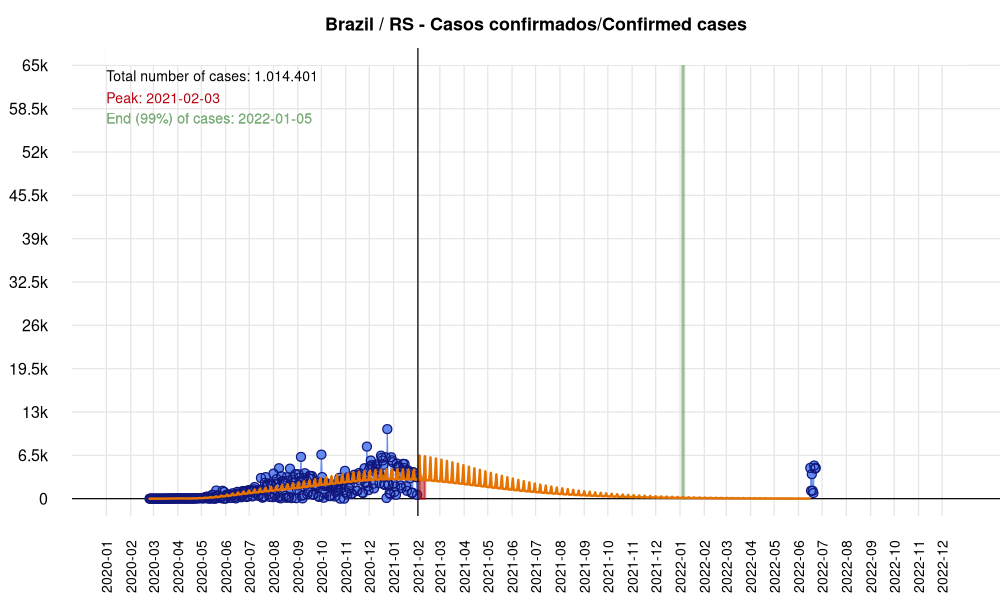 Brazil / RS - Casos confirmados/Confirmed cases
65k
Total number of cases: 1.014.401
Peak: 2021-02-03
58.5k
End (99%) of cases: 2022-01-05
52k
45.5k
39k
32.5k
26k
19.5k
13k
6.5k
0
2020-01
2020-02
2020-03
2020-04
2020-05
2020-06
2020-07
2020-08
2020-09
2020-10
2020-11
2020-12
2021-01
2021-02
2021-03
2021-04
2021-05
2021-06
2021-07
2021-08
2021-09
2021-10
2021-11
2021-12
2022-01
2022-02
2022-03
2022-04
2022-05
2022-06
2022-07
2022-08
2022-09
2022-10
2022-11
2022-12